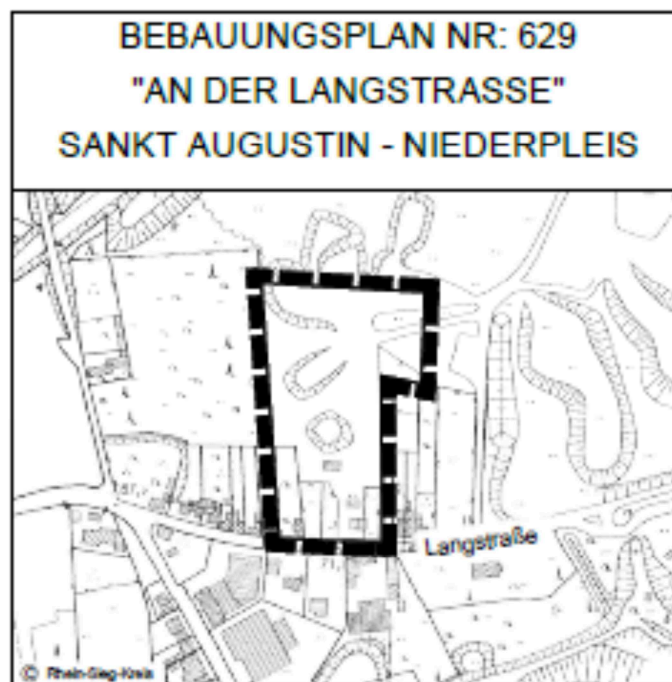 BEBAUUNGSPLAN NR: 629
"AN DER LANGSTRASSE"
SANKT AUGUSTIN - NIEDERPLEIS
Langstraße
© Rhein-Sieg-Kreis